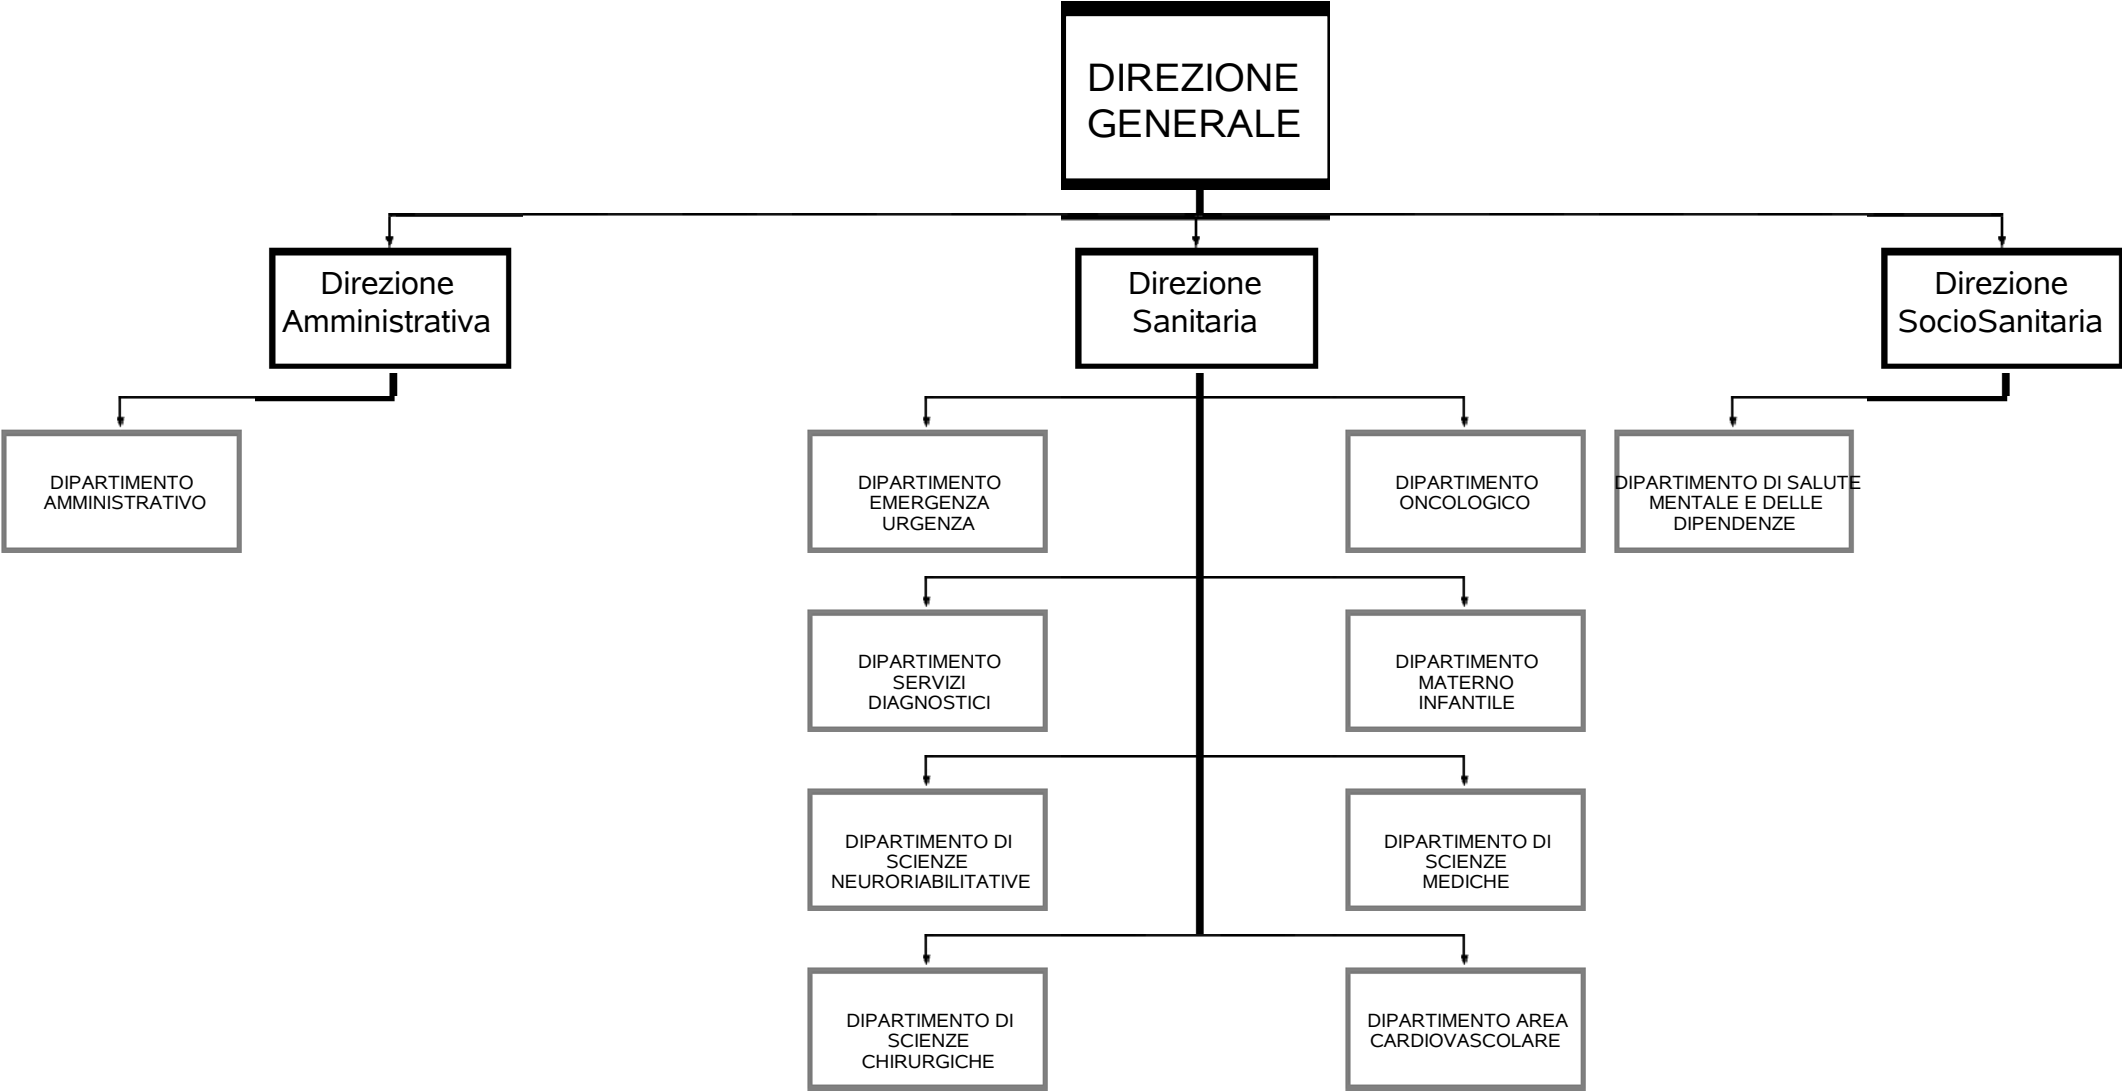 DIREZIONE
GENERALE
Direzione
Amministrativa
Direzione
Sanitaria
Direzione
SocioSanitaria
DIPARTIMENTO
AMMINISTRATIVO
DIPARTIMENTO
EMERGENZA
URGENZA
DIPARTIMENTO
ONCOLOGICO
DIPARTIMENTO DI SALUTE
MENTALE E DELLE
DIPENDENZE
DIPARTIMENTO
SERVIZI
DIAGNOSTICI
DIPARTIMENTO
MATERNO
INFANTILE
DIPARTIMENTO DI
SCIENZE
NEURORIABILITATIVE
DIPARTIMENTO DI
SCIENZE
MEDICHE
DIPARTIMENTO DI
SCIENZE
CHIRURGICHE
DIPARTIMENTO AREA
CARDIOVASCOLARE